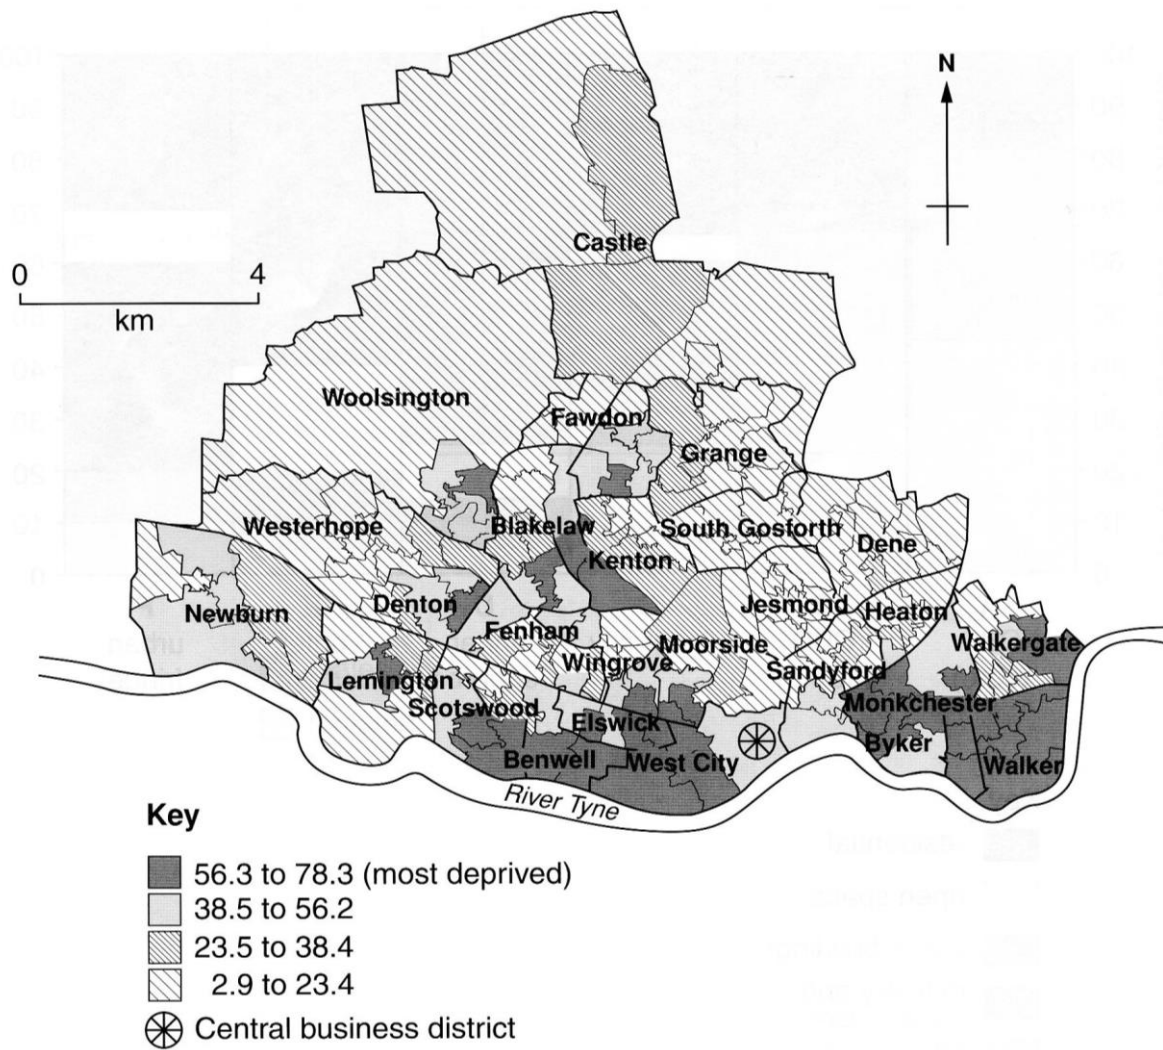 N
Castle
0 4
km
Woolsington
Fawdon
Grange
Westerhope
Blakelaw
South Gosforth
Dene
Kenton
Newburn
Denton
Jesmond
Heaton
Fenham
Moorside
Walkergate
Wingrove
Sandyford
Lemington
Scotswood
Monkchester
Elswick
Byker
Benwell
West City
Walker
River Tyne
Key
56.3 to 78.3 (most deprived)
38.5 to 56.2
23.5 to 38.4
2.9 to 23.4
Central business district